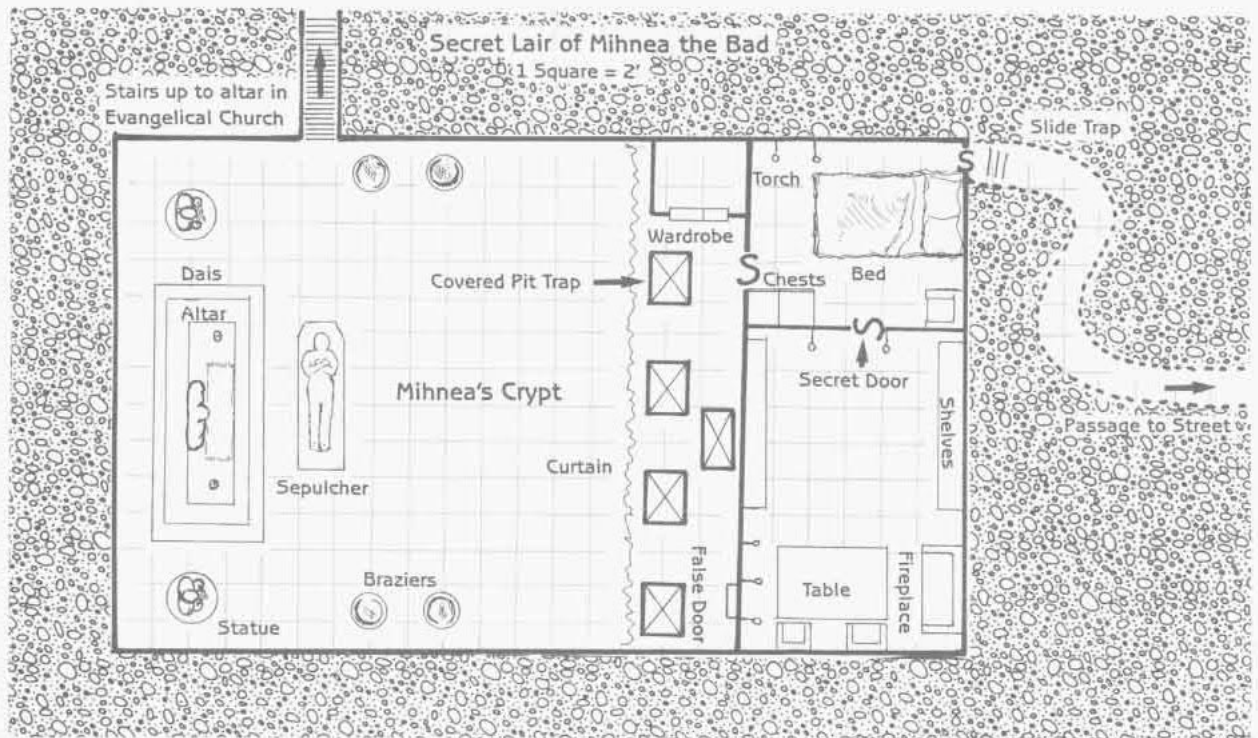 Secret Lair of Mihnea the Bad
1 Square = 2'
Stairs up to altar in
Evangelical Church
Slide Trap
S
Torch
Wardrobe
Dais
Covered Pit Trap
S
Chests
Bed
Altar
S
Secret Door
Mihnea's Crypt
Passage to Street
Shelves
Curtain
Sepulcher
False Door
Fireplace
Braziers
Table
Statue